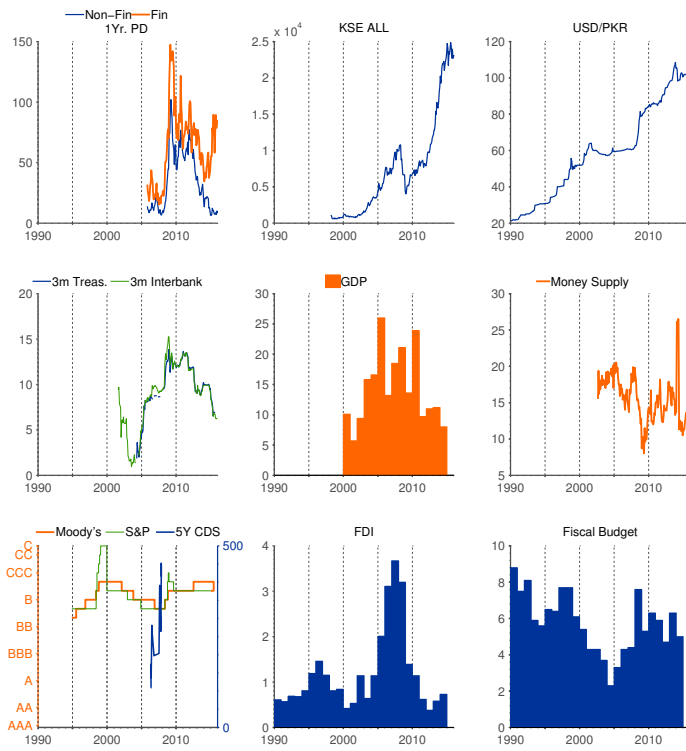 Non-Fin Fin
1Yr. PD
150
100
50
0
1990 2000 2010
x 10^4
KSE ALL
2.5
2.0
1.5
1.0
0.5
0
1990 2000 2010
USD/PKR
120
100
80
60
40
20
1990 2000 2010
3m Treas. 3m Interbank
20
15
10
5
0
1990 2000 2010
GDP
30
25
20
15
10
5
0
1990 2000 2010
Money Supply
30
25
20
15
10
5
1990 2000 2010
Moody's S&P 5Y CDS
C
CC
CCC
B
BB
BBB
A
AA
AAA
500
0
1990 2000 2010
FDI
4
3
2
1
0
1990 2000 2010
Fiscal Budget
10
8
6
4
2
0
1990 2000 2010